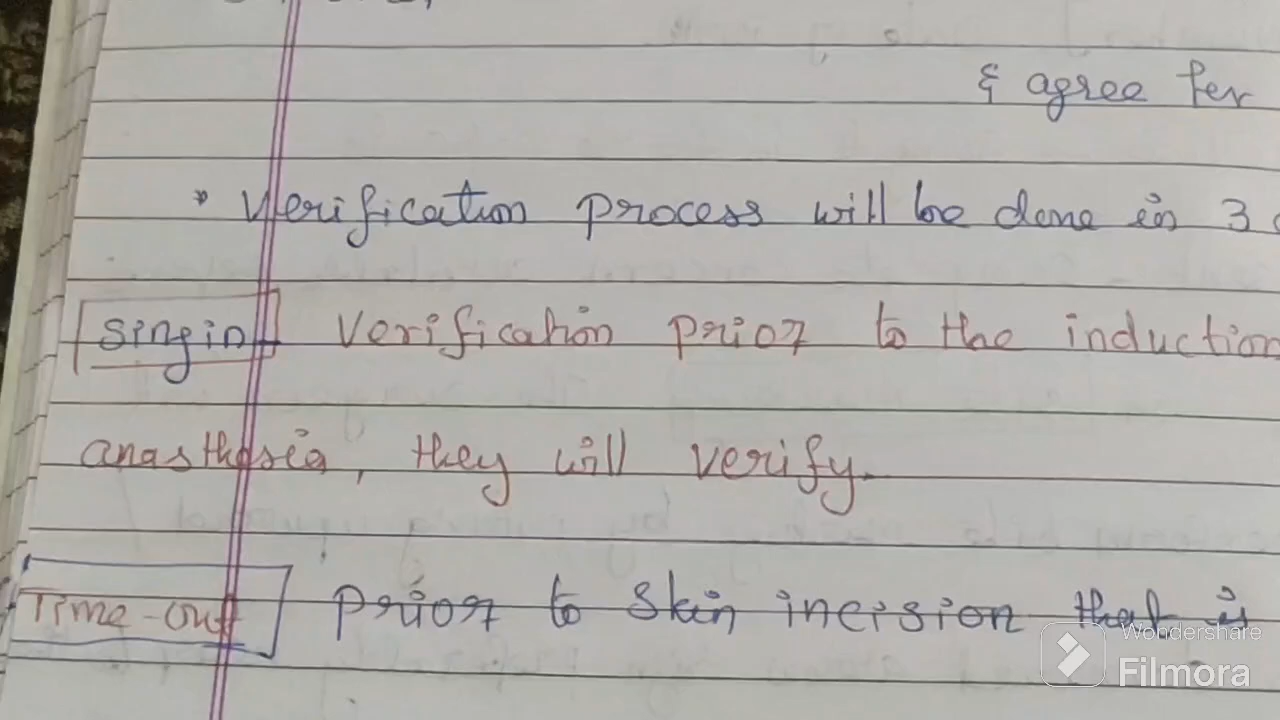 & agree for
* Verification process will be done in 3
Singin Verification prior to the induction
anasthesia, they will verify.
Time-out Prior to skin incision that is
Wondershare
Filmora